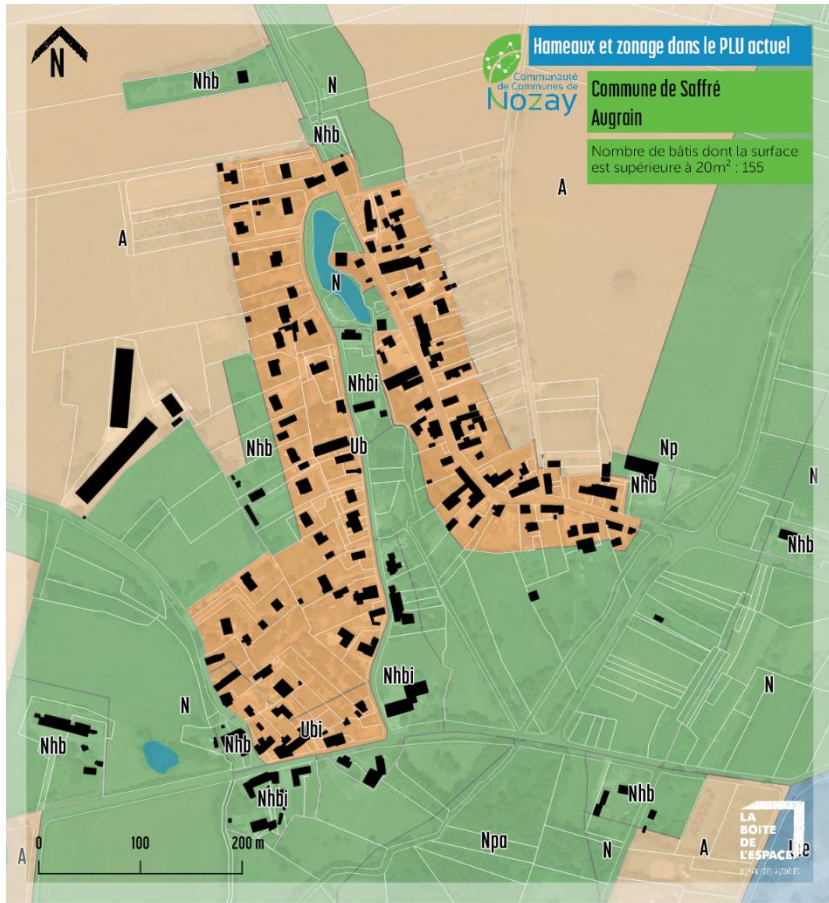 N
Hameaux et zonage dans le PLU actuel
Communauté
de Communes de
Nozay
Commune de Saffré
Augrain
Nombre de bâtis dont la surface
est supérieure à 20m² : 155
Nhb
N
Nhb
A
A
N
Nhbi
Nhb
Ub
Np
Nhb
N
Nhb
Nhbi
N
N
Nhb
Nhb
Ubi
Nhbi
Nhb
Npa
N
A
A
0
100
200 m
LA
BOITE
DE
L'ESPACE